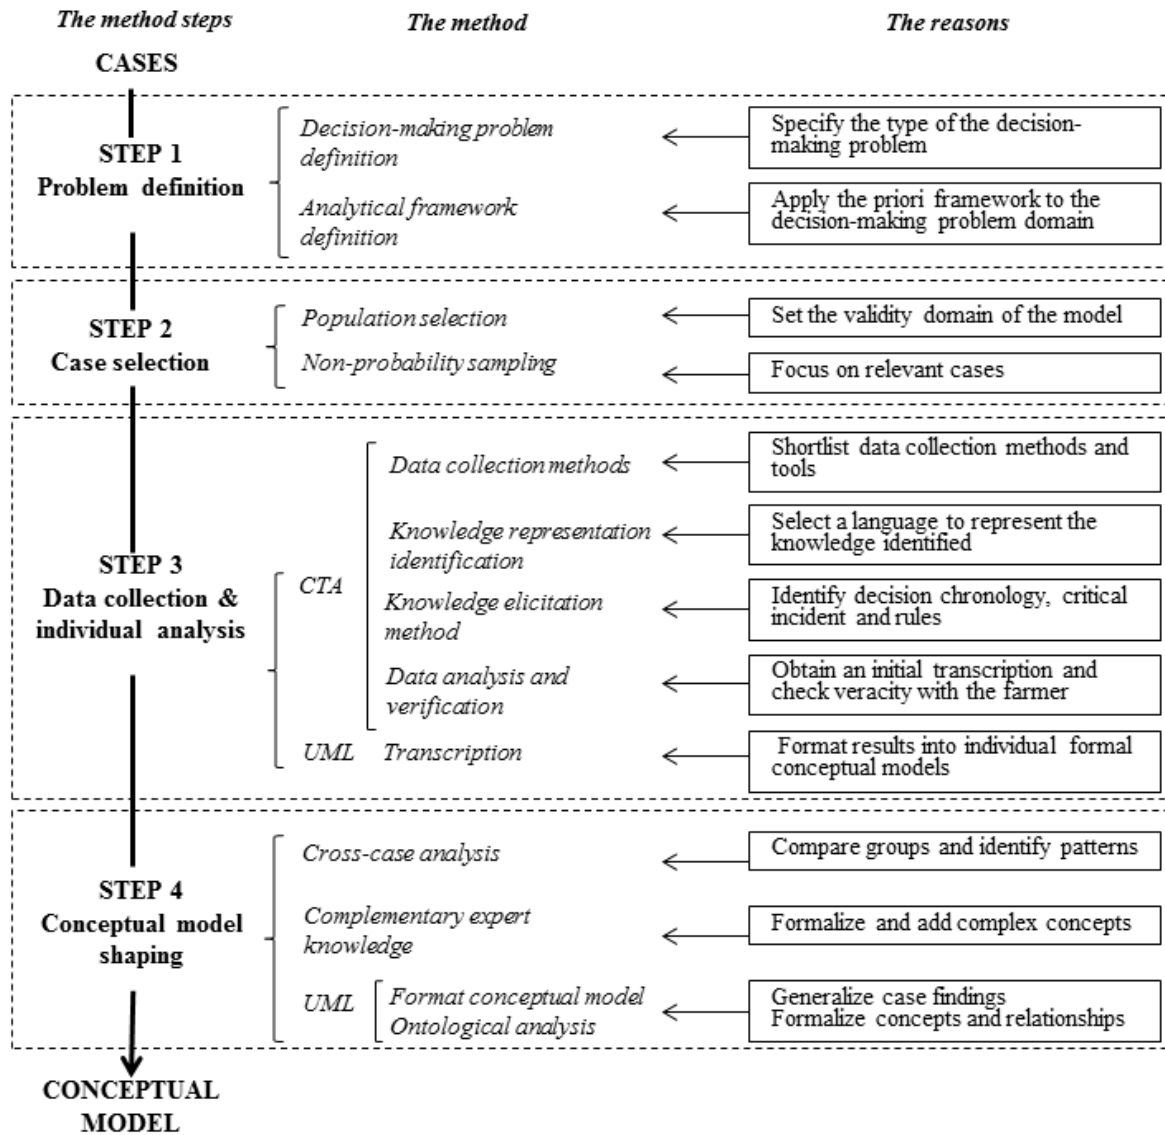 The method steps
The method
The reasons
CASES
STEP 1
Problem definition
Decision-making problem
definition
Specify the type of the decision-
making problem
Analytical framework
definition
Apply the priori framework to the
decision-making problem domain
STEP 2
Case selection
Population selection
Set the validity domain of the model
Non-probability sampling
Focus on relevant cases
STEP 3
Data collection &
individual analysis
CTA
Data collection methods
Shortlist data collection methods and
tools
Knowledge representation
identification
Select a language to represent the
knowledge identified
Knowledge elicitation
method
Identify decision chronology, critical
incident and rules
Data analysis and
verification
Obtain an initial transcription and
check veracity with the farmer
UML
Transcription
Format results into individual formal
conceptual models
STEP 4
Conceptual model
shaping
Cross-case analysis
Compare groups and identify patterns
Complementary expert
knowledge
Formalize and add complex concepts
UML
Format conceptual model
Ontological analysis
Generalize case findings
Formalize concepts and relationships
CONCEPTUAL
MODEL